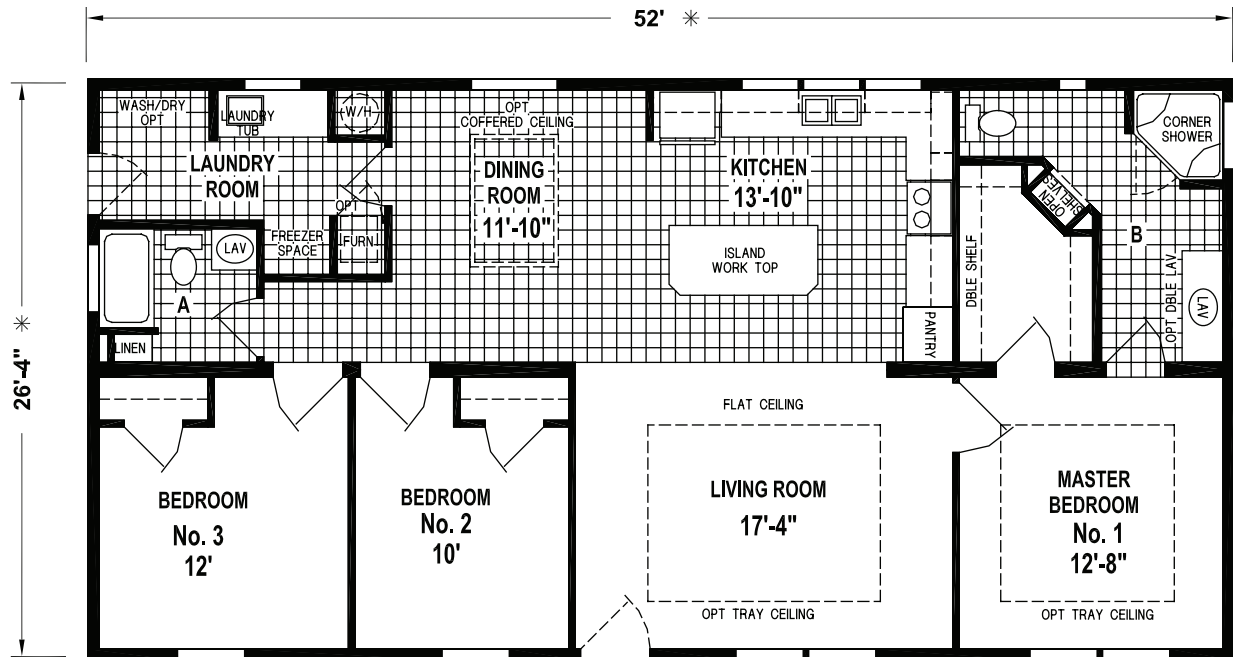 52' ✳
26'-4" ✳
WASH/DRY
OPT
LAUNDRY
TUB
W/H
LAUNDRY
ROOM
OPT
FREEZER
SPACE
FURN
LAV
A
LINEN
OPT
COFFERED CEILING
DINING
ROOM
11'-10"
KITCHEN
13'-10"
ISLAND
WORK TOP
PANTRY
CORNER
SHOWER
OPEN
SHELVES
DBLE SHELF
B
OPT DBLE LAV
LAV
BEDROOM
No. 3
12'
BEDROOM
No. 2
10'
FLAT CEILING
LIVING ROOM
17'-4"
OPT TRAY CEILING
MASTER
BEDROOM
No. 1
12'-8"
OPT TRAY CEILING